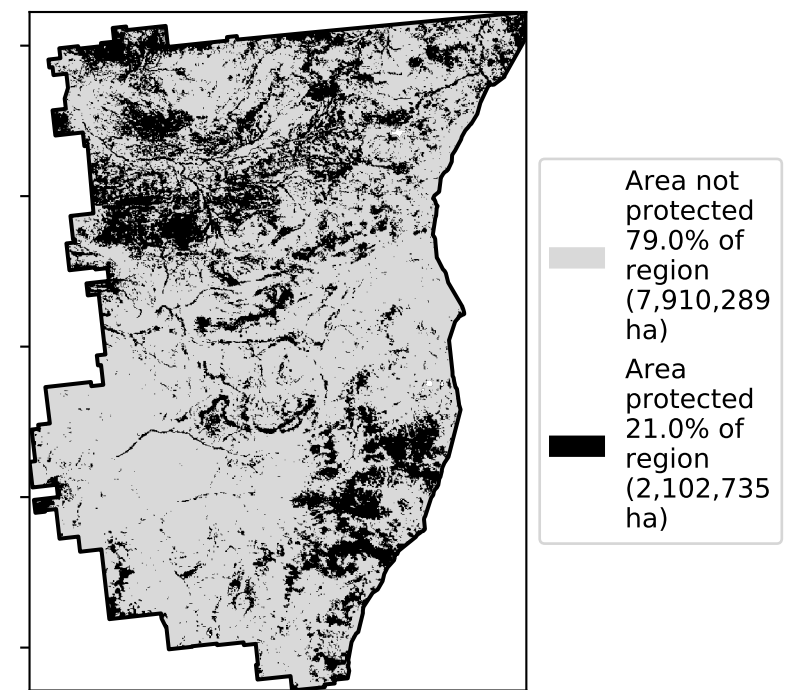 Area not
protected
79.0% of
region
(7,910,289
ha)
Area
protected
21.0% of
region
(2,102,735
ha)